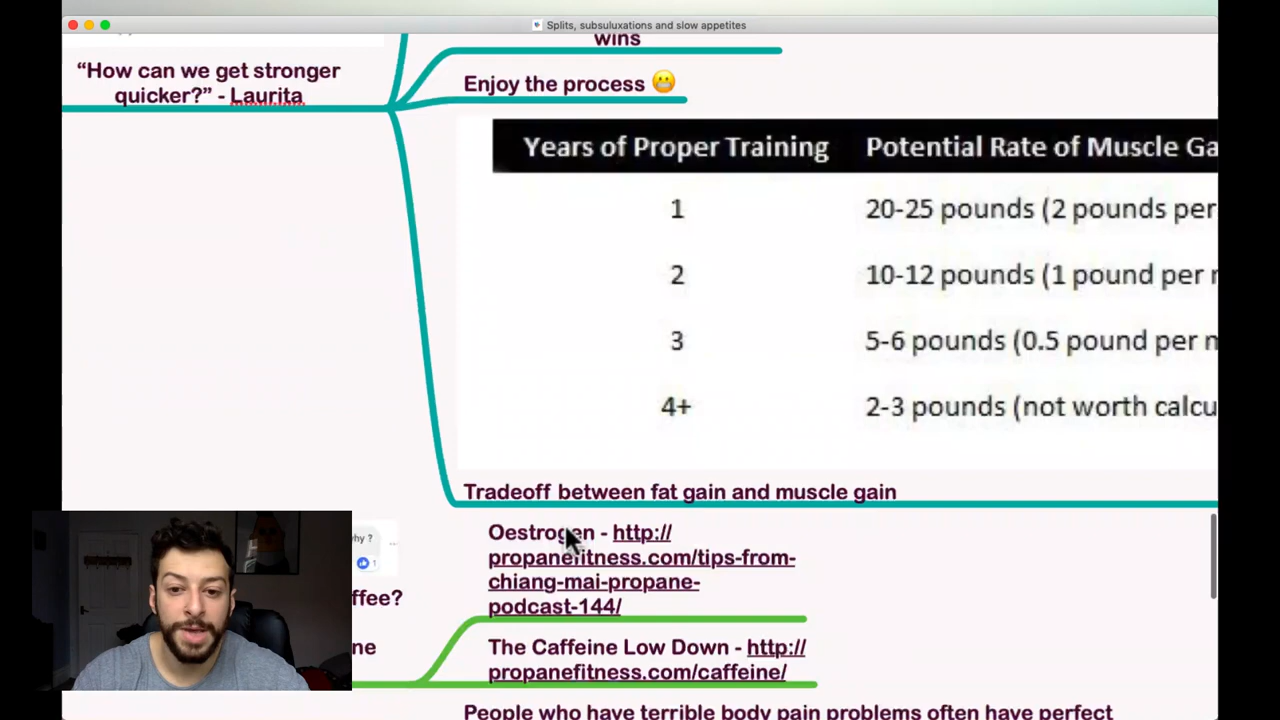 Splits, subsuluxations and slow appetites
wins
“How can we get stronger
quicker?” - Laurita
Enjoy the process
Years of Proper Training Potential Rate of Muscle Ga
1 20-25 pounds (2 pounds per
2 10-12 pounds (1 pound per
3 5-6 pounds (0.5 pound per
4+ 2-3 pounds (not worth calcu
Tradeoff between fat gain and muscle gain
Oestrogen - http://
propanefitness.com/tips-from-
chiang-mai-propane-
podcast-144/
hy ?
1
ffee?
The Caffeine Low Down - http://
propanefitness.com/caffeine/
ne
People who have terrible body pain problems often have perfect